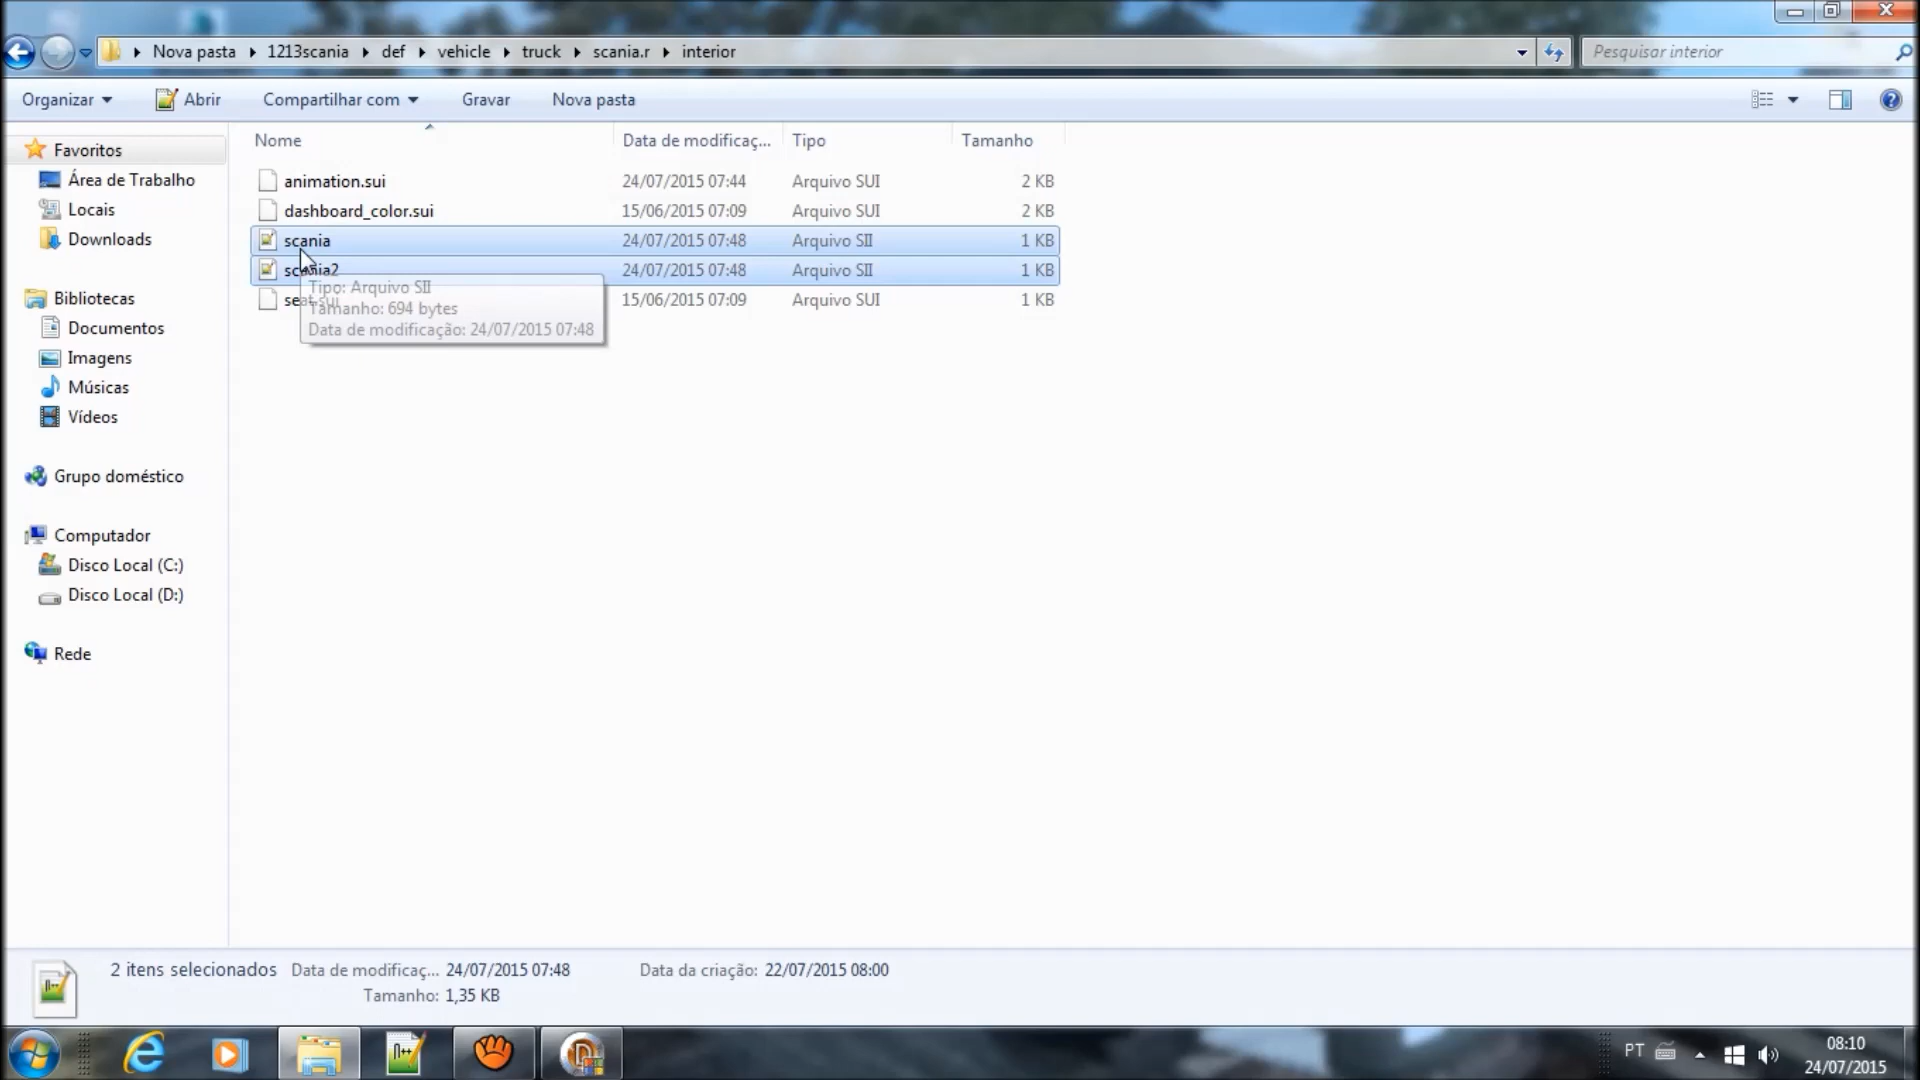 Nova pasta 1213scania def vehicle truck scania.r interior
Pesquisar interior
Organizar Abrir Compartilhar com Gravar Nova pasta
Nome Data de modificaç... Tipo Tamanho
animation.sui 24/07/2015 07:44 Arquivo SUI 2 KB
dashboard_color.sui 15/06/2015 07:09 Arquivo SUI 2 KB
scania 24/07/2015 07:48 Arquivo SII 1 KB
scania2 24/07/2015 07:48 Arquivo SII 1 KB
seat.sui 15/06/2015 07:09 Arquivo SUI 1 KB
Tipo: Arquivo SII
Tamanho: 694 bytes
Data de modificação: 24/07/2015 07:48
Favoritos
Área de Trabalho
Locais
Downloads
Bibliotecas
Documentos
Imagens
Músicas
Vídeos
Grupo doméstico
Computador
Disco Local (C:)
Disco Local (D:)
Rede
2 itens selecionados Data de modificaç... 24/07/2015 07:48 Data da criação: 22/07/2015 08:00
Tamanho: 1,35 KB
PT
08:10
24/07/2015